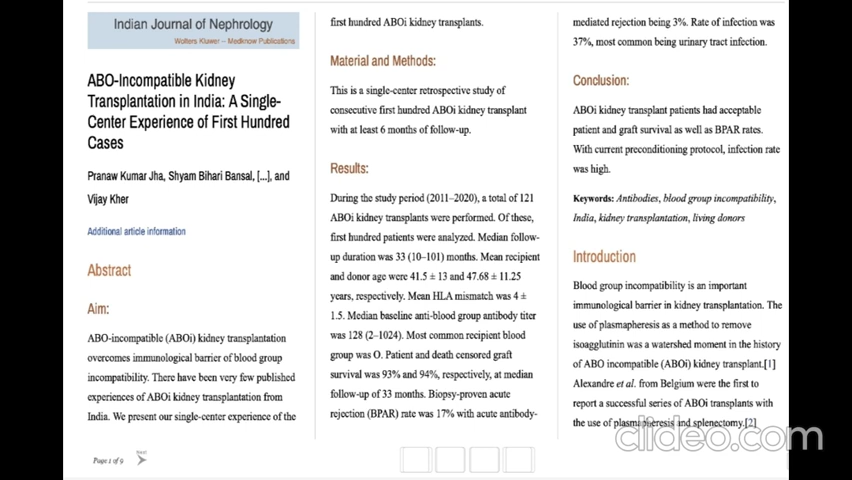 Indian Journal of Nephrology
Wolters Kluwer – Medknow Publications
ABO-Incompatible Kidney
Transplantation in India: A Single-
Center Experience of First Hundred
Cases
Pranaw Kumar Jha, Shyam Bihari Bansal, [...], and
Vijay Kher
Additional article information
Abstract
Aim:
ABO-incompatible (ABOi) kidney transplantation
overcomes immunological barrier of blood group
incompatibility. There have been very few published
experiences of ABOi kidney transplantation from
India. We present our single-center experience of the
first hundred ABOi kidney transplants.
Material and Methods:
This is a single-center retrospective study of
consecutive first hundred ABOi kidney transplant
with at least 6 months of follow-up.
Results:
During the study period (2011–2020), a total of 121
ABOi kidney transplants were performed. Of these,
first hundred patients were analyzed. Median follow-
up duration was 33 (10–101) months. Mean recipient
and donor age were 41.5 ± 13 and 47.68 ± 11.25
years, respectively. Mean HLA mismatch was 4 ±
1.5. Median baseline anti-blood group antibody titer
was 128 (2–1024). Most common recipient blood
group was O. Patient and death censored graft
survival was 93% and 94%, respectively, at median
follow-up of 33 months. Biopsy-proven acute
rejection (BPAR) rate was 17% with acute antibody-
mediated rejection being 3%. Rate of infection was
37%, most common being urinary tract infection.
Conclusion:
ABOi kidney transplant patients had acceptable
patient and graft survival as well as BPAR rates.
With current preconditioning protocol, infection rate
was high.
Keywords: Antibodies, blood group incompatibility,
India, kidney transplantation, living donors
Introduction
Blood group incompatibility is an important
immunological barrier in kidney transplantation. The
use of plasmapheresis as a method to remove
isoagglutinin was a watershed moment in the history
of ABO incompatible (ABOi) kidney transplant.[1]
Alexandre et al. from Belgium were the first to
report a successful series of ABOi transplants with
the use of plasmapheresis and splenectomy.[2]
Page 1 of 9
clideo.com